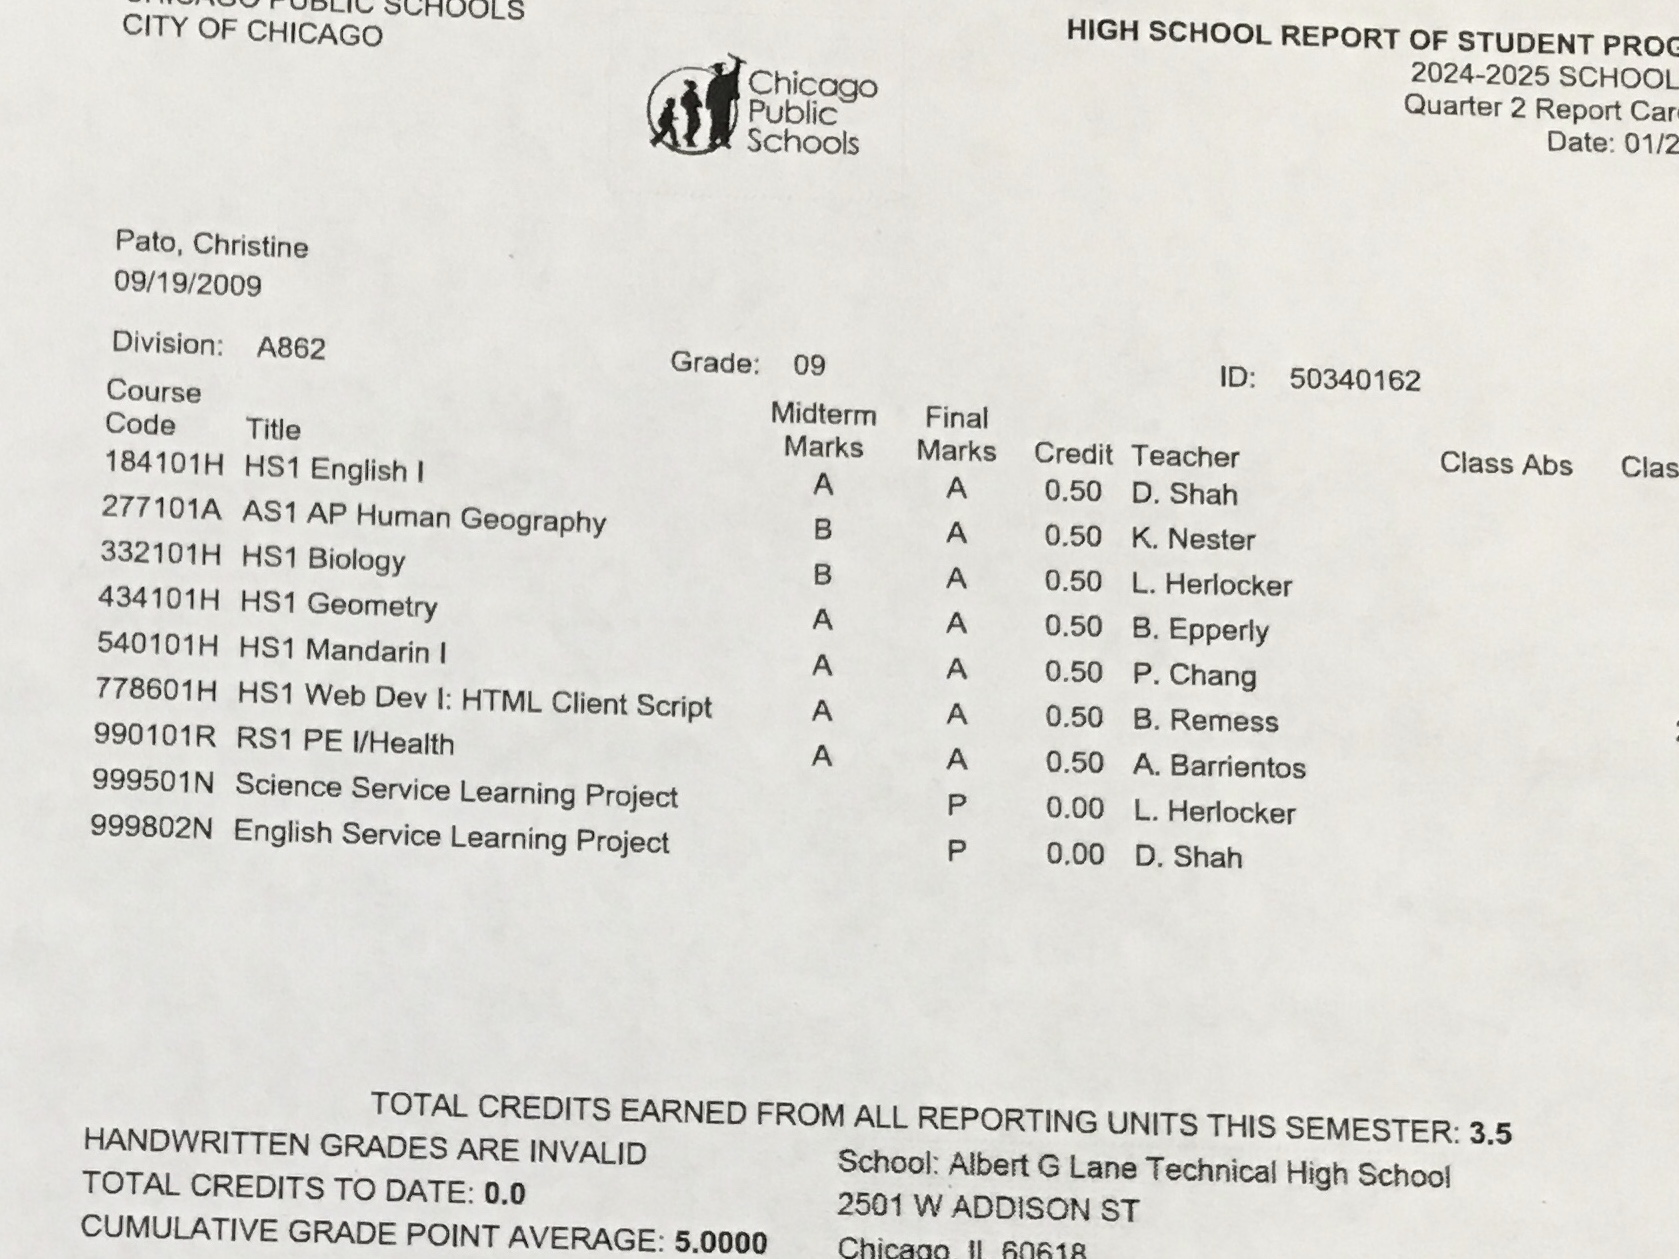 CHICAGO PUBLIC SCHOOLS
CITY OF CHICAGO
HIGH SCHOOL REPORT OF STUDENT PROG
2024-2025 SCHOOL
Quarter 2 Report Car
Date: 01/2
Chicago
Public
Schools
Pato, Christine
09/19/2009
Division: A862 Grade: 09 ID: 50340162
Course Code Title Midterm Marks Final Marks Credit Teacher Class Abs Clas
184101H HS1 English I A A 0.50 D. Shah
277101A AS1 AP Human Geography B A 0.50 K. Nester
332101H HS1 Biology B A 0.50 L. Herlocker
434101H HS1 Geometry A A 0.50 B. Epperly
540101H HS1 Mandarin I A A 0.50 P. Chang
778601H HS1 Web Dev I: HTML Client Script A A 0.50 B. Remess
990101R RS1 PE I/Health A A 0.50 A. Barrientos
999501N Science Service Learning Project P 0.00 L. Herlocker
999802N English Service Learning Project P 0.00 D. Shah
TOTAL CREDITS EARNED FROM ALL REPORTING UNITS THIS SEMESTER: 3.5
HANDWRITTEN GRADES ARE INVALID
TOTAL CREDITS TO DATE: 0.0
CUMULATIVE GRADE POINT AVERAGE: 5.0000
School: Albert G Lane Technical High School
2501 W ADDISON ST
Chicago, IL 60618